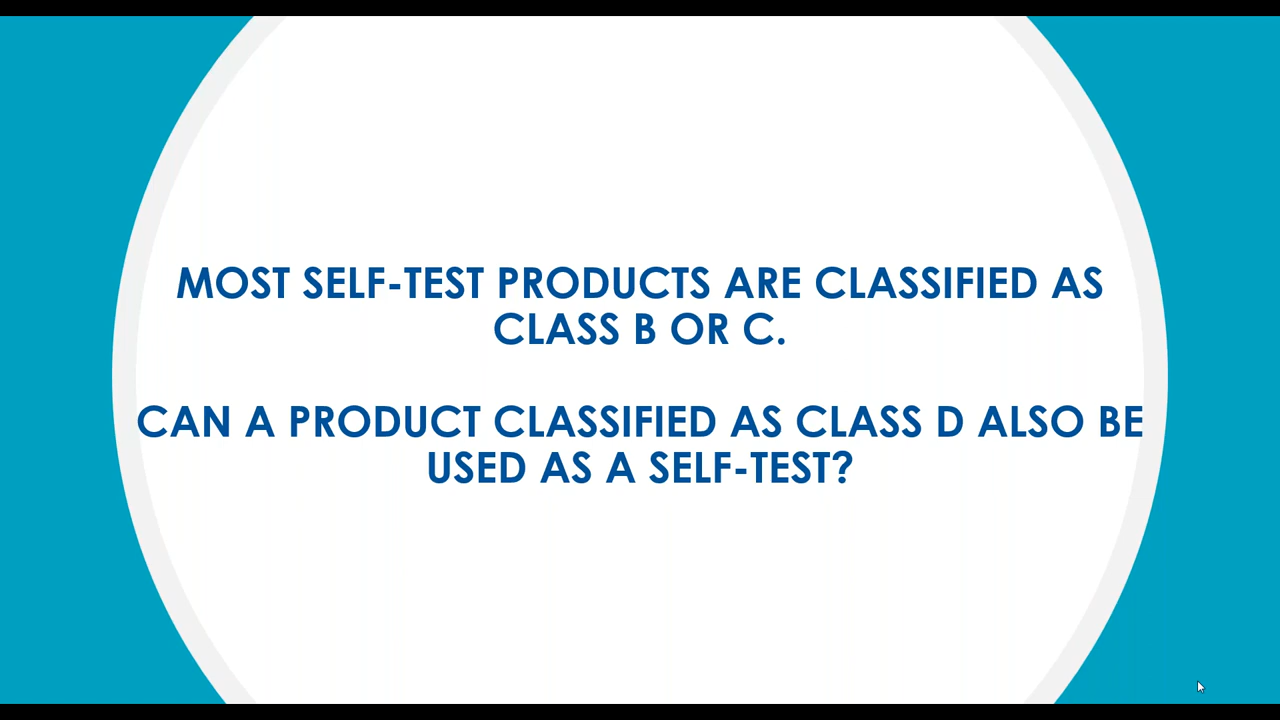 MOST SELF-TEST PRODUCTS ARE CLASSIFIED AS
CLASS B OR C.
CAN A PRODUCT CLASSIFIED AS CLASS D ALSO BE
USED AS A SELF-TEST?